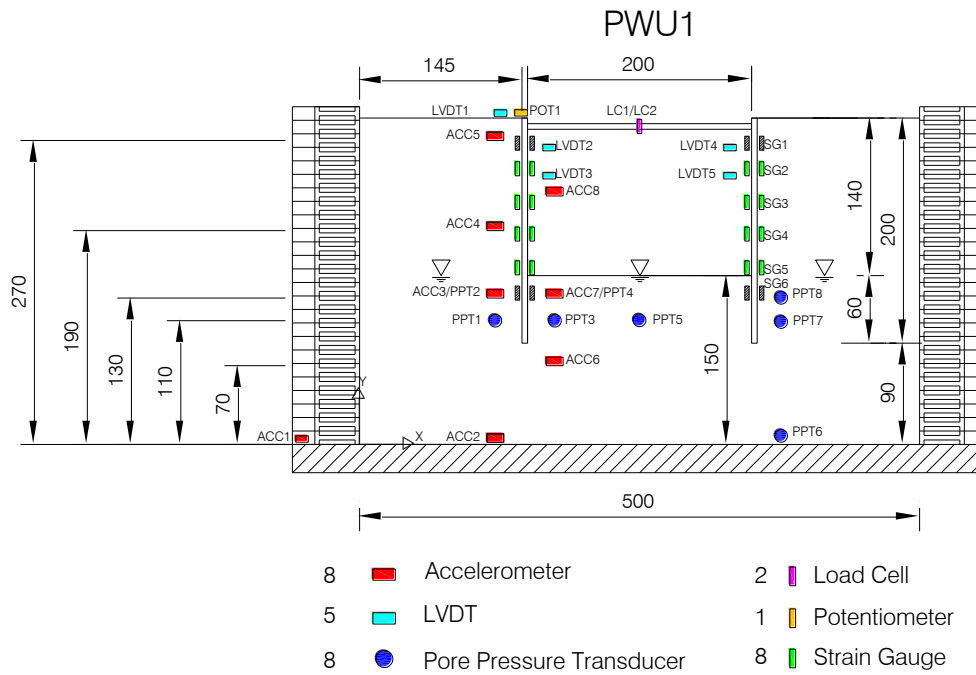 PWU1
145
200
LVDT1
POT1
LC1/LC2
ACC5
LVDT2
LVDT4
SG1
LVDT3
LVDT5
SG2
ACC8
SG3
140
200
ACC4
SG4
270
SG5
SG6
ACC3/PPT2
ACC7/PPT4
PPT8
60
190
PPT1
PPT3
PPT5
PPT7
130
110
ACC6
150
70
90
Y
ACC1
X
ACC2
PPT6
500
8 Accelerometer
2 Load Cell
5 LVDT
1 Potentiometer
8 Pore Pressure Transducer
8 Strain Gauge